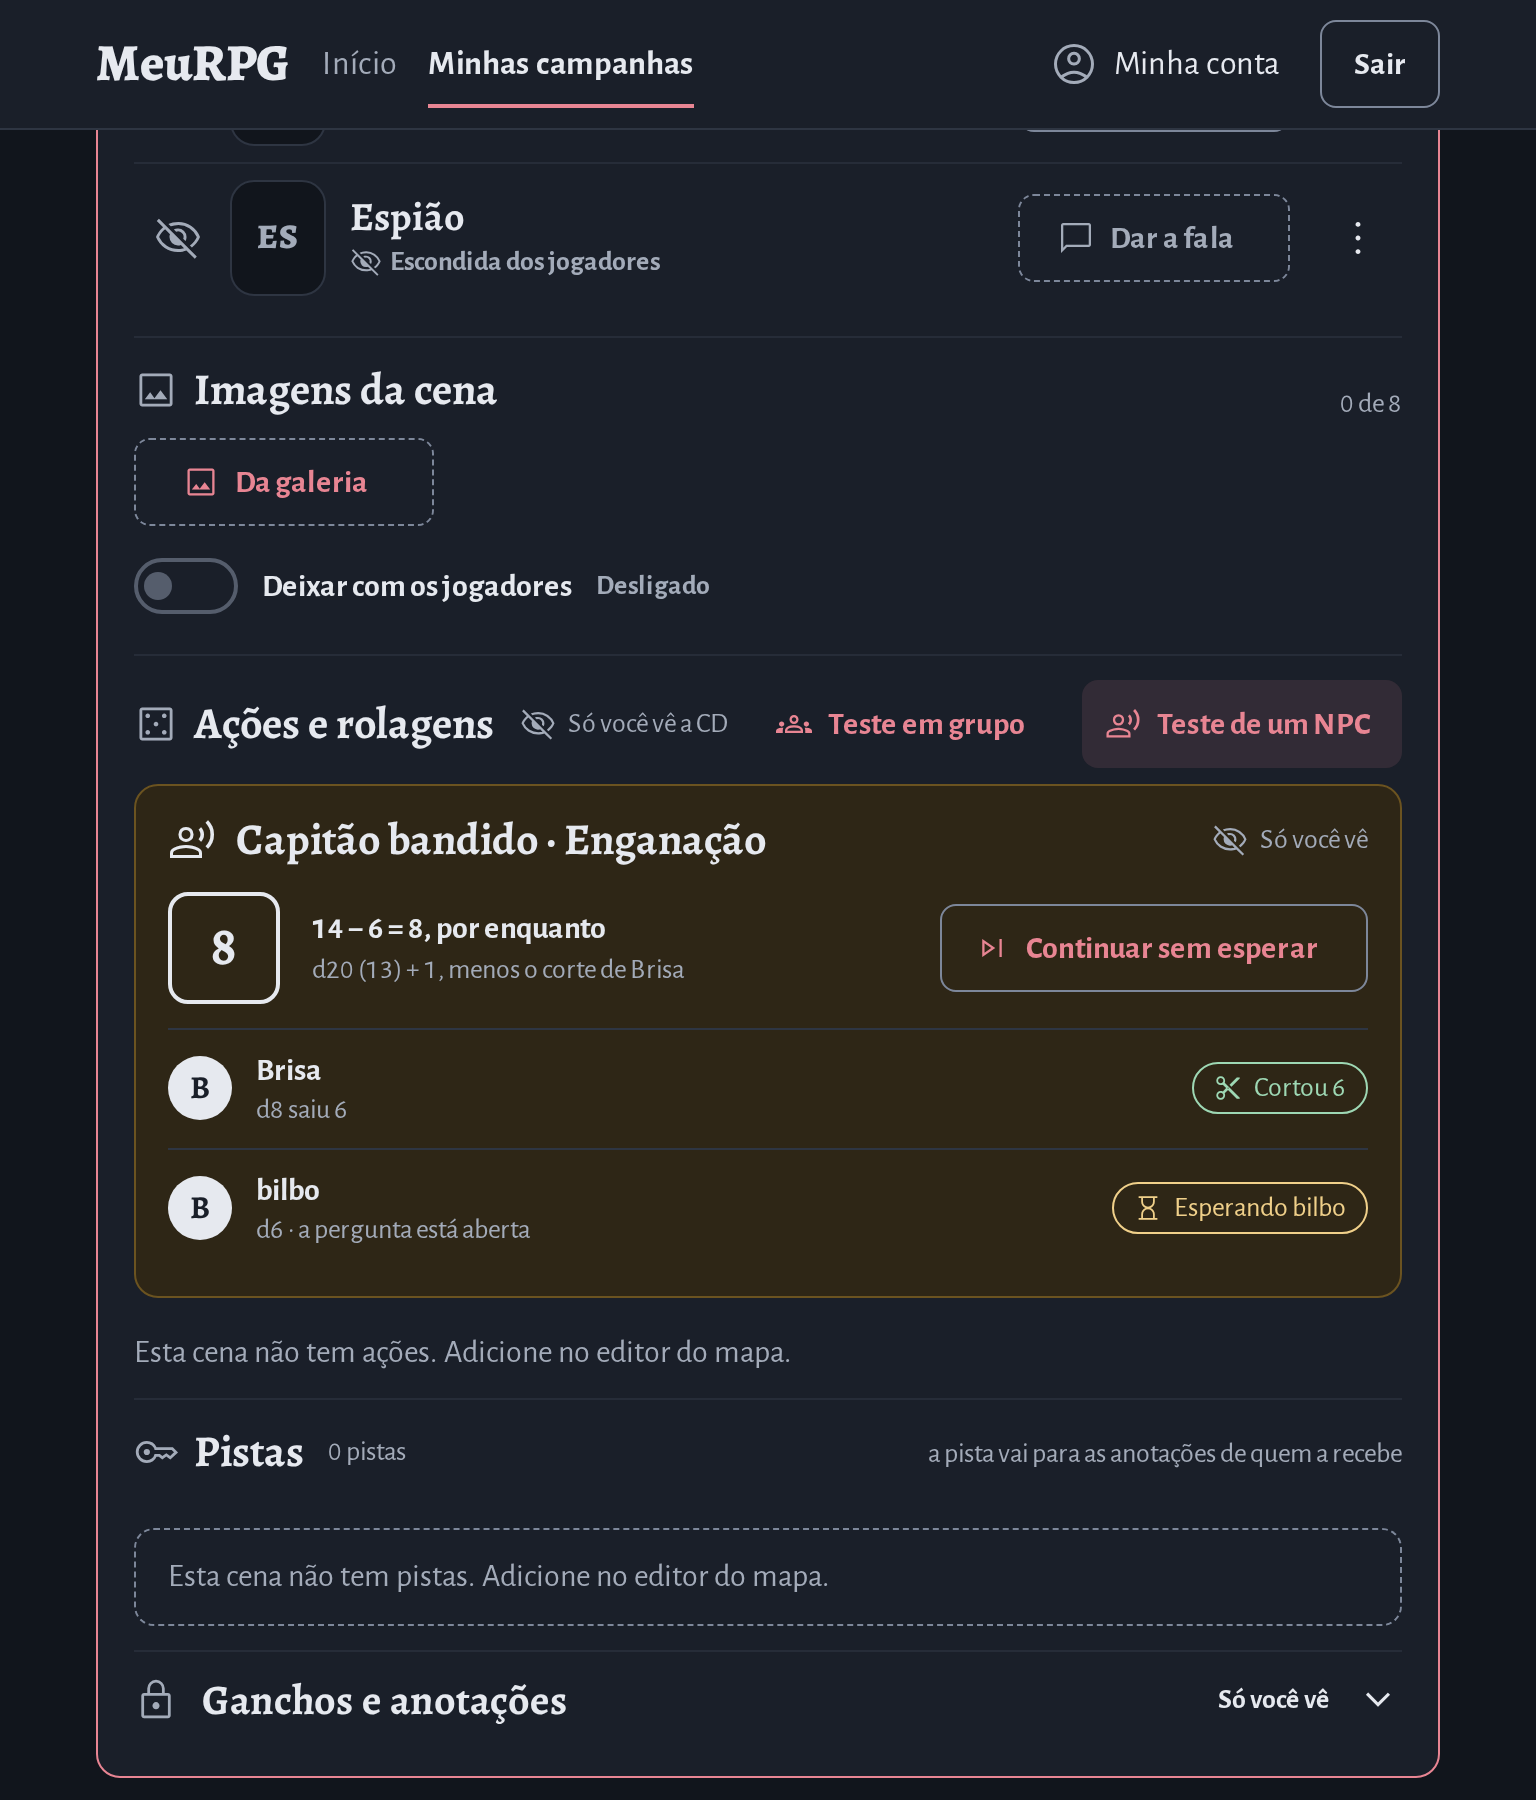 MeuRPG Início Minhas campanhas Minha conta Sair
ES Espião Dar a fala
Escondida dos jogadores
Imagens da cena 0 de 8
Da galeria
Deixar com os jogadores Desligado
Ações e rolagens Só você vê a CD Teste em grupo Teste de um NPC
Capitão bandido · Enganação Só você vê
8 14 – 6 = 8, por enquanto Continuar sem esperar
d20 (13) + 1, menos o corte de Brisa
B Brisa Cortou 6
d8 saiu 6
B bilbo Esperando bilbo
d6 · a pergunta está aberta
Esta cena não tem ações. Adicione no editor do mapa.
Pistas 0 pistas a pista vai para as anotações de quem a recebe
Esta cena não tem pistas. Adicione no editor do mapa.
Ganchos e anotações Só você vê